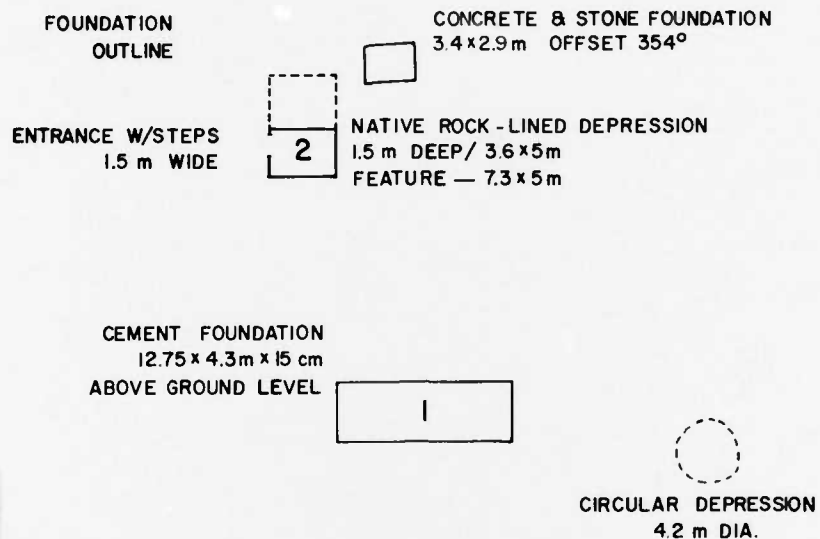 FOUNDATION
OUTLINE
CONCRETE & STONE FOUNDATION
3.4 x 2.9 m OFFSET 354°
ENTRANCE W/STEPS
1.5 m WIDE
2
NATIVE ROCK - LINED DEPRESSION
1.5 m DEEP/ 3.6 x 5m
FEATURE — 7.3 x 5m
CEMENT FOUNDATION
12.75 x 4.3m x 15 cm
ABOVE GROUND LEVEL
1
CIRCULAR DEPRESSION
4.2 m DIA.